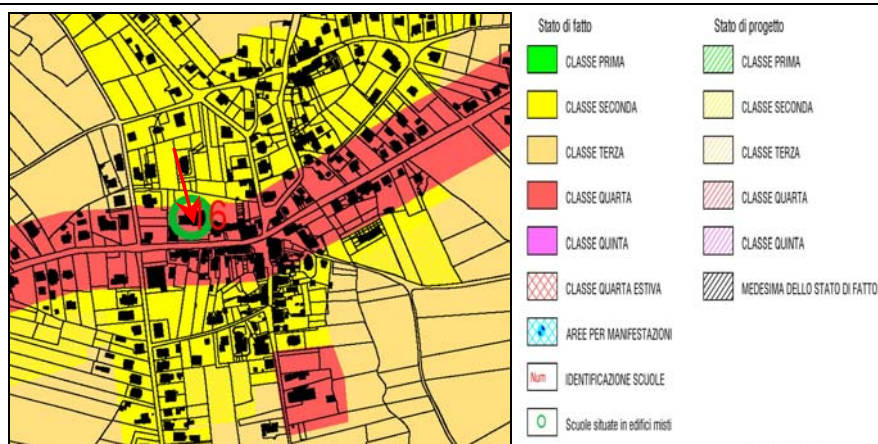 Stato di fatto
CLASSE PRIMA
CLASSE SECONDA
CLASSE TERZA
CLASSE QUARTA
CLASSE QUINTA
CLASSE QUARTA ESTIVA
AREE PER MANIFESTAZIONI
Num IDENTIFICAZIONE SCUOLE
Scuole situate in edifici misti
Stato di progetto
CLASSE PRIMA
CLASSE SECONDA
CLASSE TERZA
CLASSE QUARTA
CLASSE QUINTA
MEDESIMA DELLO STATO DI FATTO